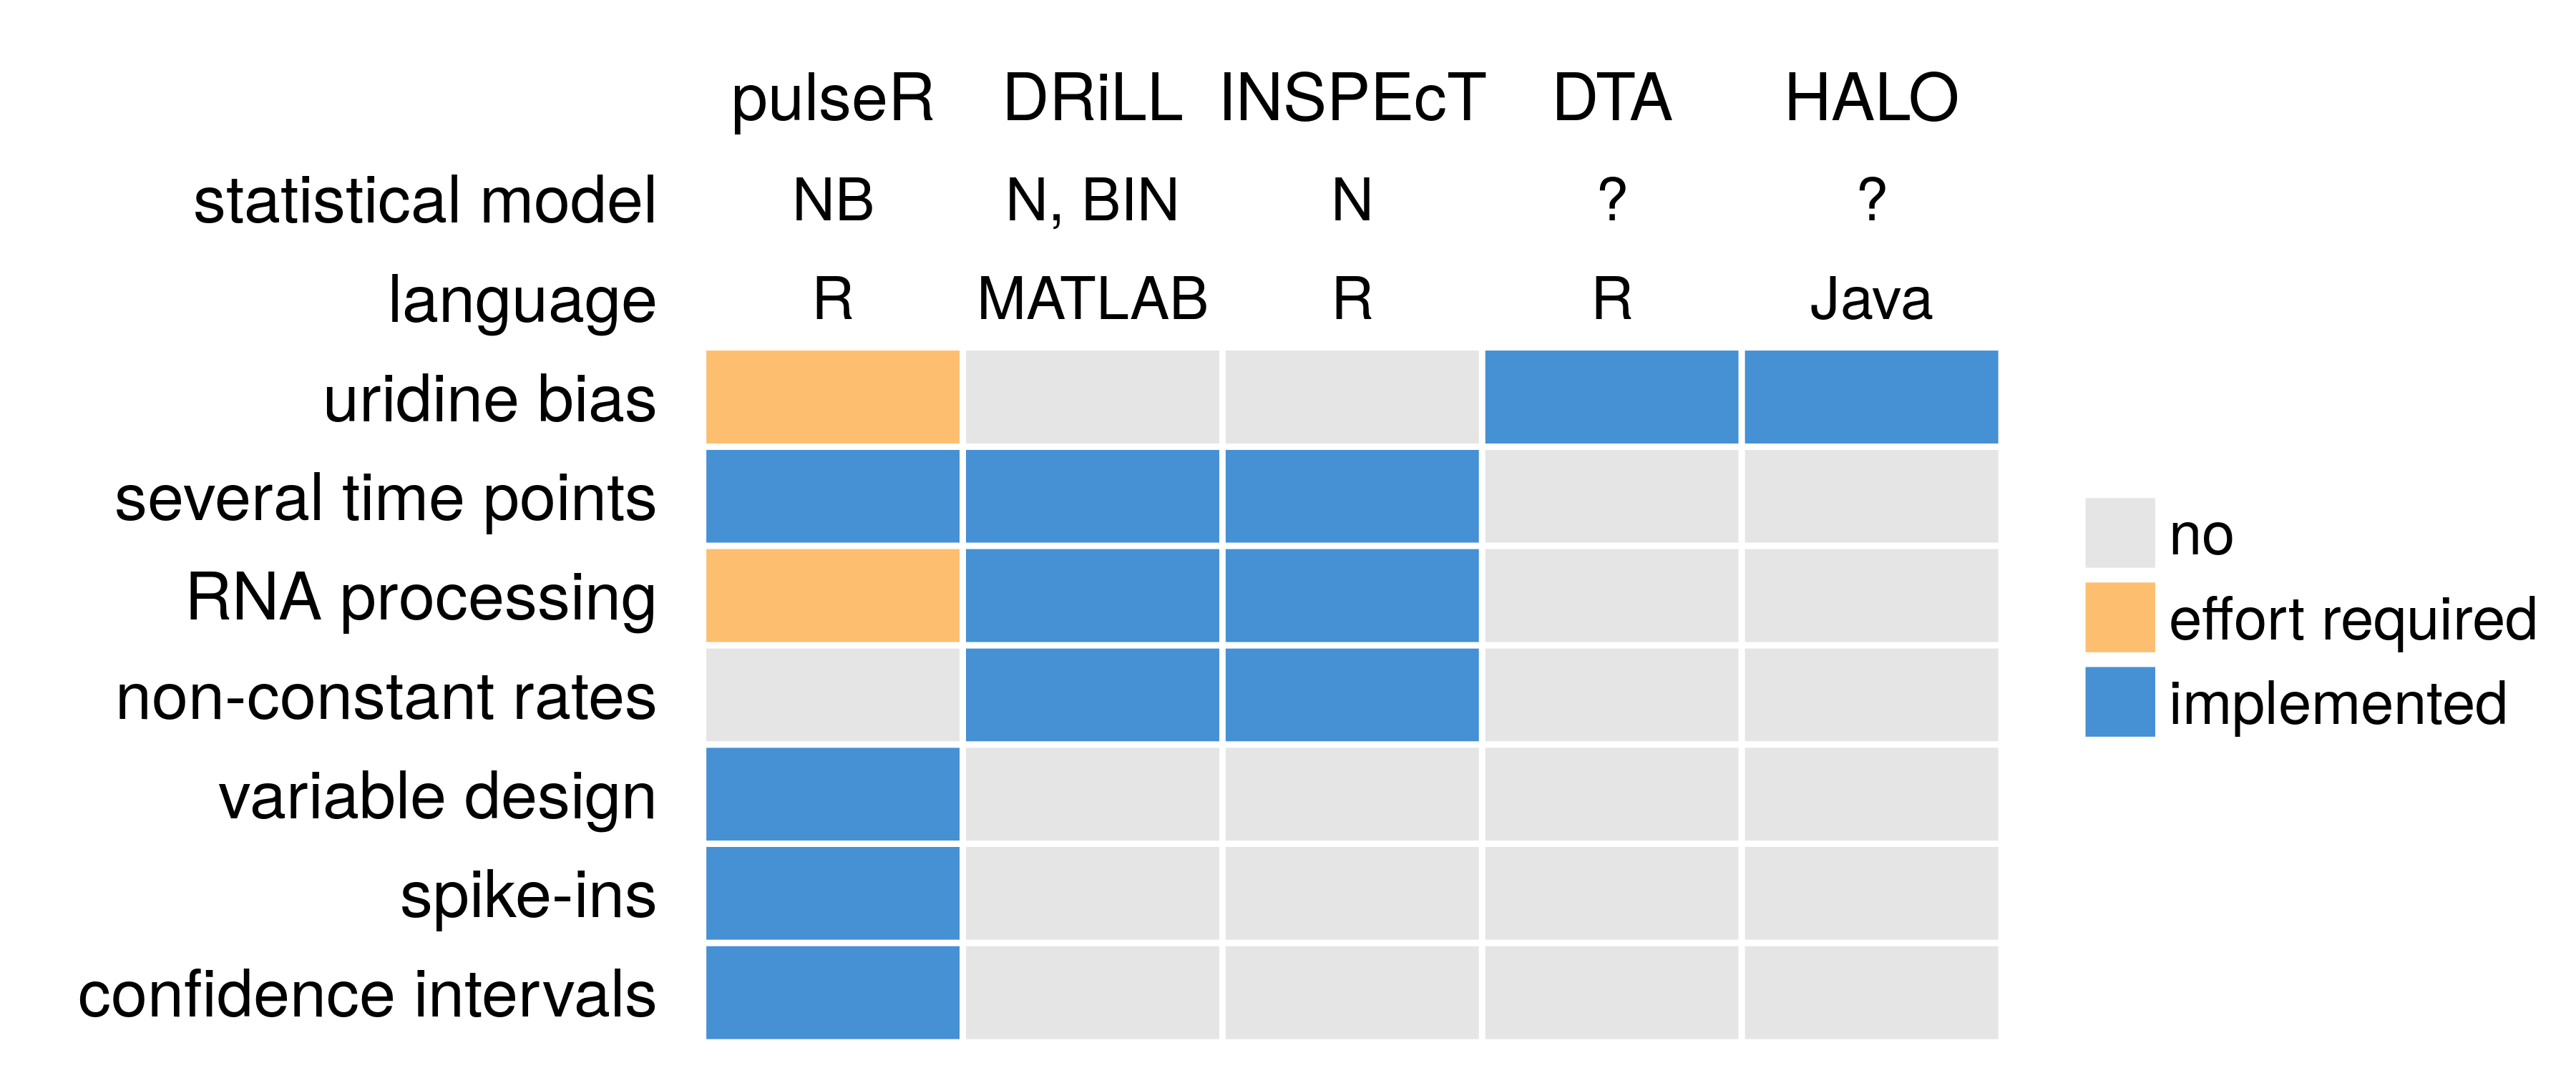 pulseR DRiLL INSPEcT DTA HALO
statistical model NB N, BIN N ? ?
language R MATLAB R R Java
uridine bias
several time points
RNA processing
non-constant rates
variable design
spike-ins
confidence intervals
no
effort required
implemented